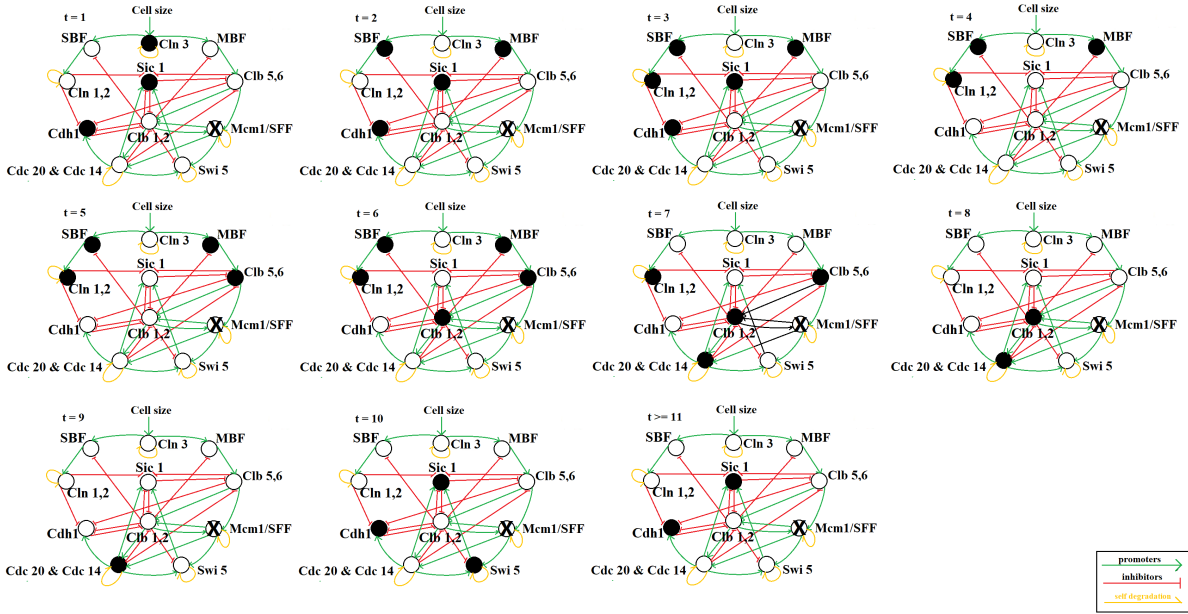 Cell size
t = 1
SBF
Cln 3
MBF
Sic 1
Clb 5,6
Cln 1,2
Cdh1
Clb 1,2
X
Mcm1/SFF
Cdc 20 & Cdc 14
Swi 5
Cell size
t = 2
SBF
Cln 3
MBF
Sic 1
Clb 5,6
Cln 1,2
Cdh1
Clb 1,2
X
Mcm1/SFF
Cdc 20 & Cdc 14
Swi 5
Cell size
t = 3
SBF
Cln 3
MBF
Sic 1
Clb 5,6
Cln 1,2
Cdh1
Clb 1,2
X
Mcm1/SFF
Cdc 20 & Cdc 14
Swi 5
Cell size
t = 4
SBF
Cln 3
MBF
Sic 1
Clb 5,6
Cln 1,2
Cdh1
Clb 1,2
X
Mcm1/SFF
Cdc 20 & Cdc 14
Swi 5
Cell size
t = 5
SBF
Cln 3
MBF
Sic 1
Clb 5,6
Cln 1,2
Cdh1
Clb 1,2
X
Mcm1/SFF
Cdc 20 & Cdc 14
Swi 5
Cell size
t = 6
SBF
Cln 3
MBF
Sic 1
Clb 5,6
Cln 1,2
Cdh1
Clb 1,2
X
Mcm1/SFF
Cdc 20 & Cdc 14
Swi 5
Cell size
t = 7
SBF
Cln 3
MBF
Sic 1
Clb 5,6
Cln 1,2
Cdh1
Clb 1,2
X
Mcm1/SFF
Cdc 20 & Cdc 14
Swi 5
Cell size
t = 8
SBF
Cln 3
MBF
Sic 1
Clb 5,6
Cln 1,2
Cdh1
Clb 1,2
X
Mcm1/SFF
Cdc 20 & Cdc 14
Swi 5
Cell size
t = 9
SBF
Cln 3
MBF
Sic 1
Clb 5,6
Cln 1,2
Cdh1
Clb 1,2
X
Mcm1/SFF
Cdc 20 & Cdc 14
Swi 5
Cell size
t = 10
SBF
Cln 3
MBF
Sic 1
Clb 5,6
Cln 1,2
Cdh1
Clb 1,2
X
Mcm1/SFF
Cdc 20 & Cdc 14
Swi 5
Cell size
t >= 11
SBF
Cln 3
MBF
Sic 1
Clb 5,6
Cln 1,2
Cdh1
Clb 1,2
X
Mcm1/SFF
Cdc 20 & Cdc 14
Swi 5
promoters
inhibitors
self degradation